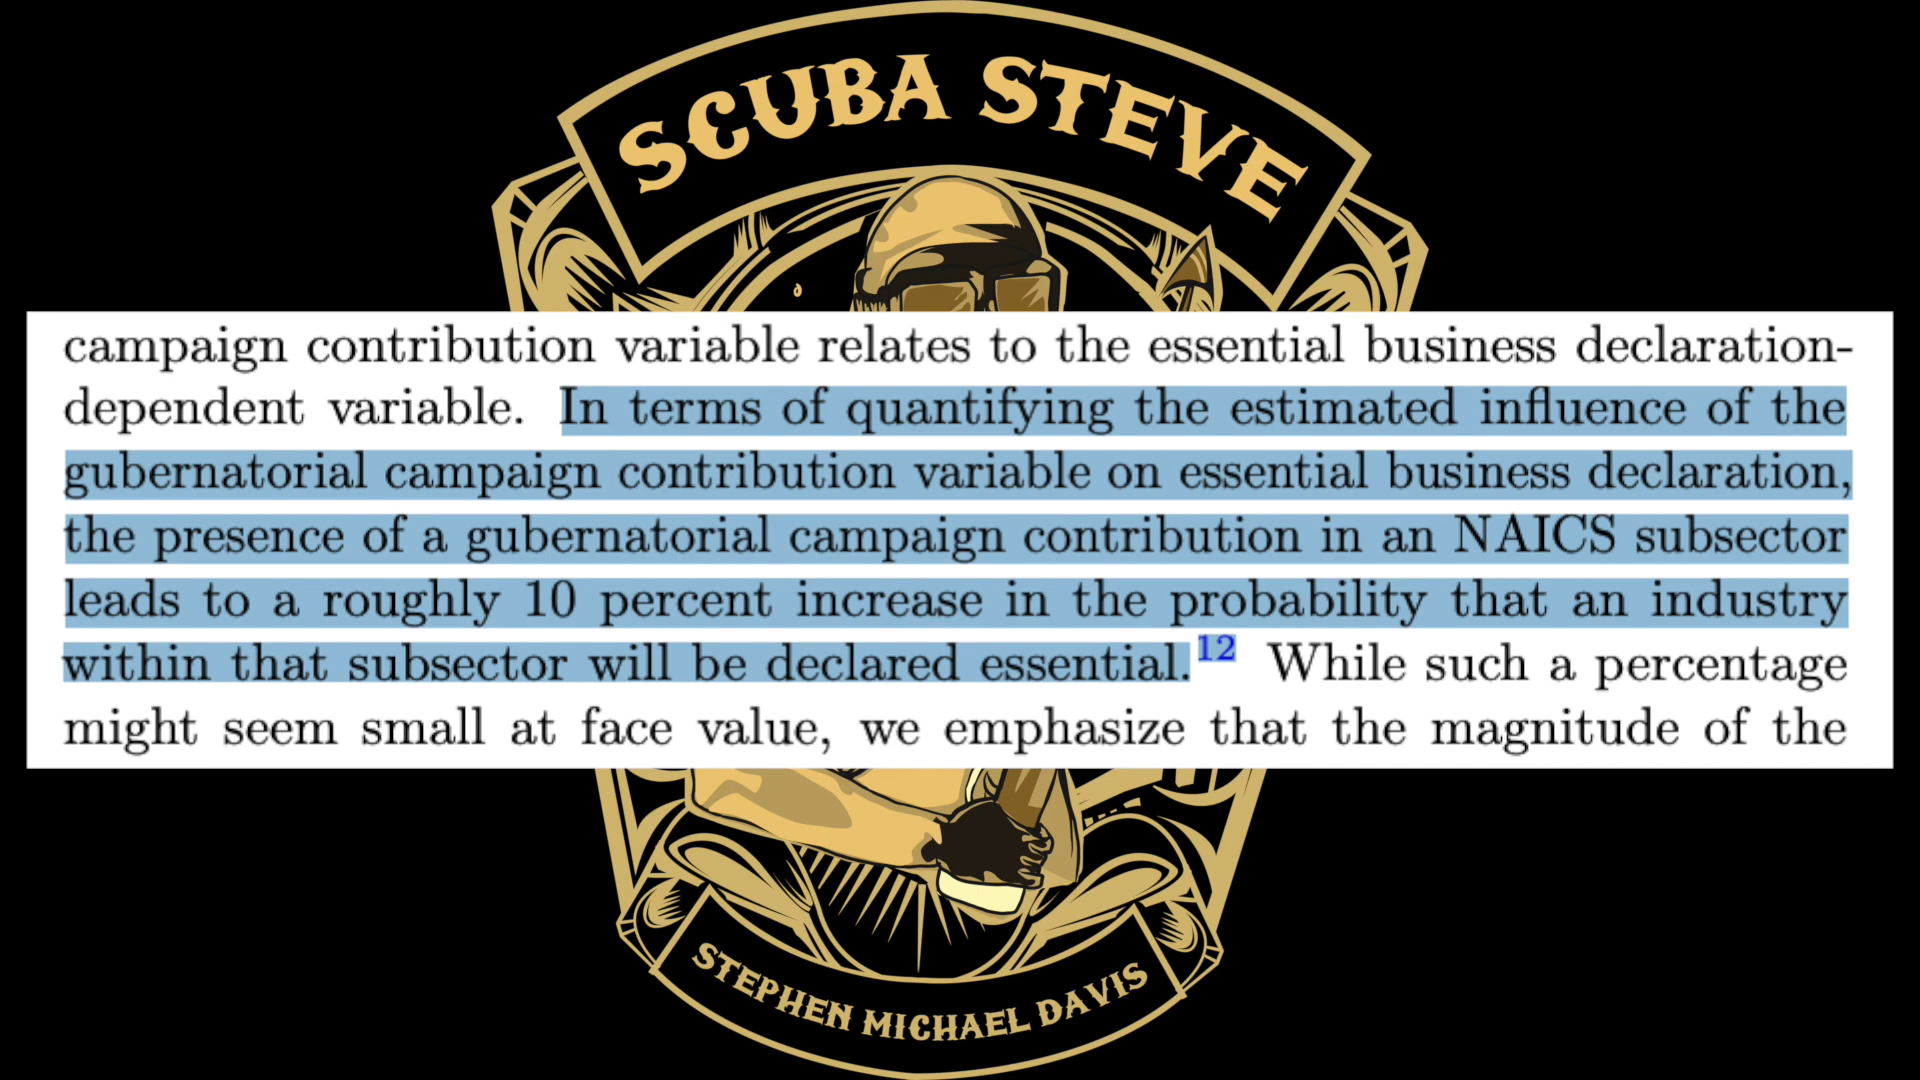 SCUBA STEVE
campaign contribution variable relates to the essential business declaration-
dependent variable. In terms of quantifying the estimated influence of the
gubernatorial campaign contribution variable on essential business declaration,
the presence of a gubernatorial campaign contribution in an NAICS subsector
leads to a roughly 10 percent increase in the probability that an industry
within that subsector will be declared essential.12 While such a percentage
might seem small at face value, we emphasize that the magnitude of the
STEPHEN MICHAEL DAVIS